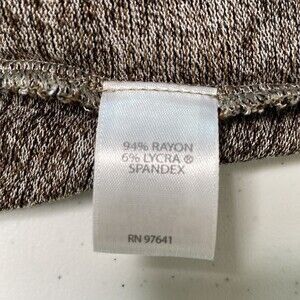 94% RAYON
6% LYCRA ®
SPANDEX
RN 97641